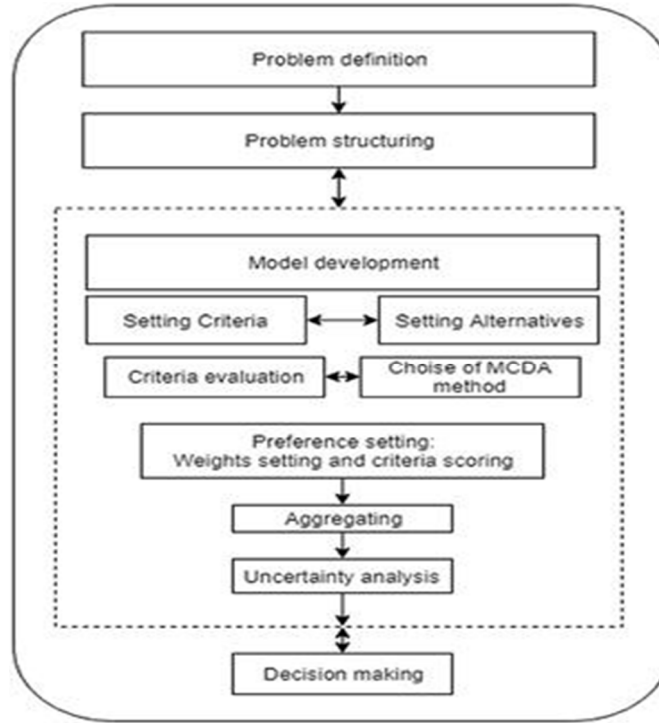 Problem definition
Problem structuring
Model development
Setting Criteria
Setting Alternatives
Criteria evaluation
Choise of MCDA
method
Preference setting:
Weights setting and criteria scoring
Aggregating
Uncertainty analysis
Decision making